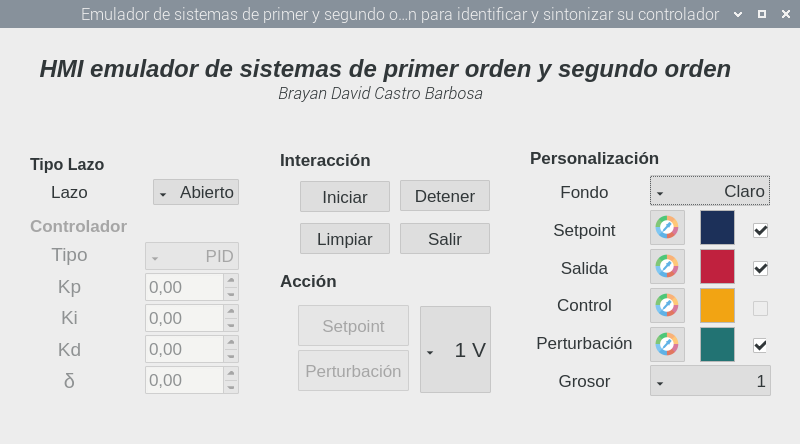 Emulador de sistemas de primer y segundo o...n para identificar y sintonizar su controlador
HMI emulador de sistemas de primer orden y segundo orden
Brayan David Castro Barbosa
Tipo Lazo
Lazo
Abierto
Controlador
Tipo
PID
Kp
0,00
Ki
0,00
Kd
0,00
δ
0,00
Interacción
Iniciar
Detener
Limpiar
Salir
Acción
Setpoint
Perturbación
1 V
Personalización
Fondo
Claro
Setpoint
Salida
Control
Perturbación
Grosor
1